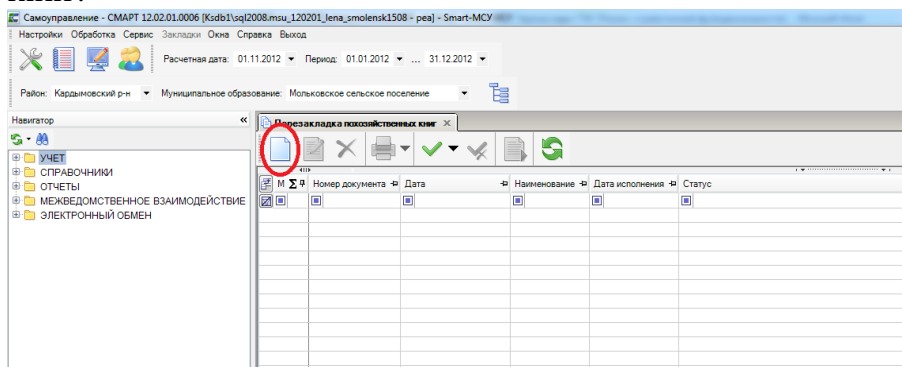 Самоуправление - СМАРТ 12.02.01.0006 [Ksdb1\sql2008.msu_120201_lena_smolensk1508 - pea] - Smart-МСУ
Настройки Обработка Сервис Закладки Окна Справка Выход
Расчетная дата: 01.11.2012 Период: 01.01.2012 ... 31.12.2012
Район: Кардымовский р-н Муниципальное образование: Мольковское сельское поселение
Навигатор «
Перезакладка похозяйственных книг ×
УЧЕТ
СПРАВОЧНИКИ
ОТЧЕТЫ
МЕЖВЕДОМСТВЕННОЕ ВЗАИМОДЕЙСТВИЕ
ЭЛЕКТРОННЫЙ ОБМЕН
М Σ Номер документа Дата Наименование Дата исполнения Статус